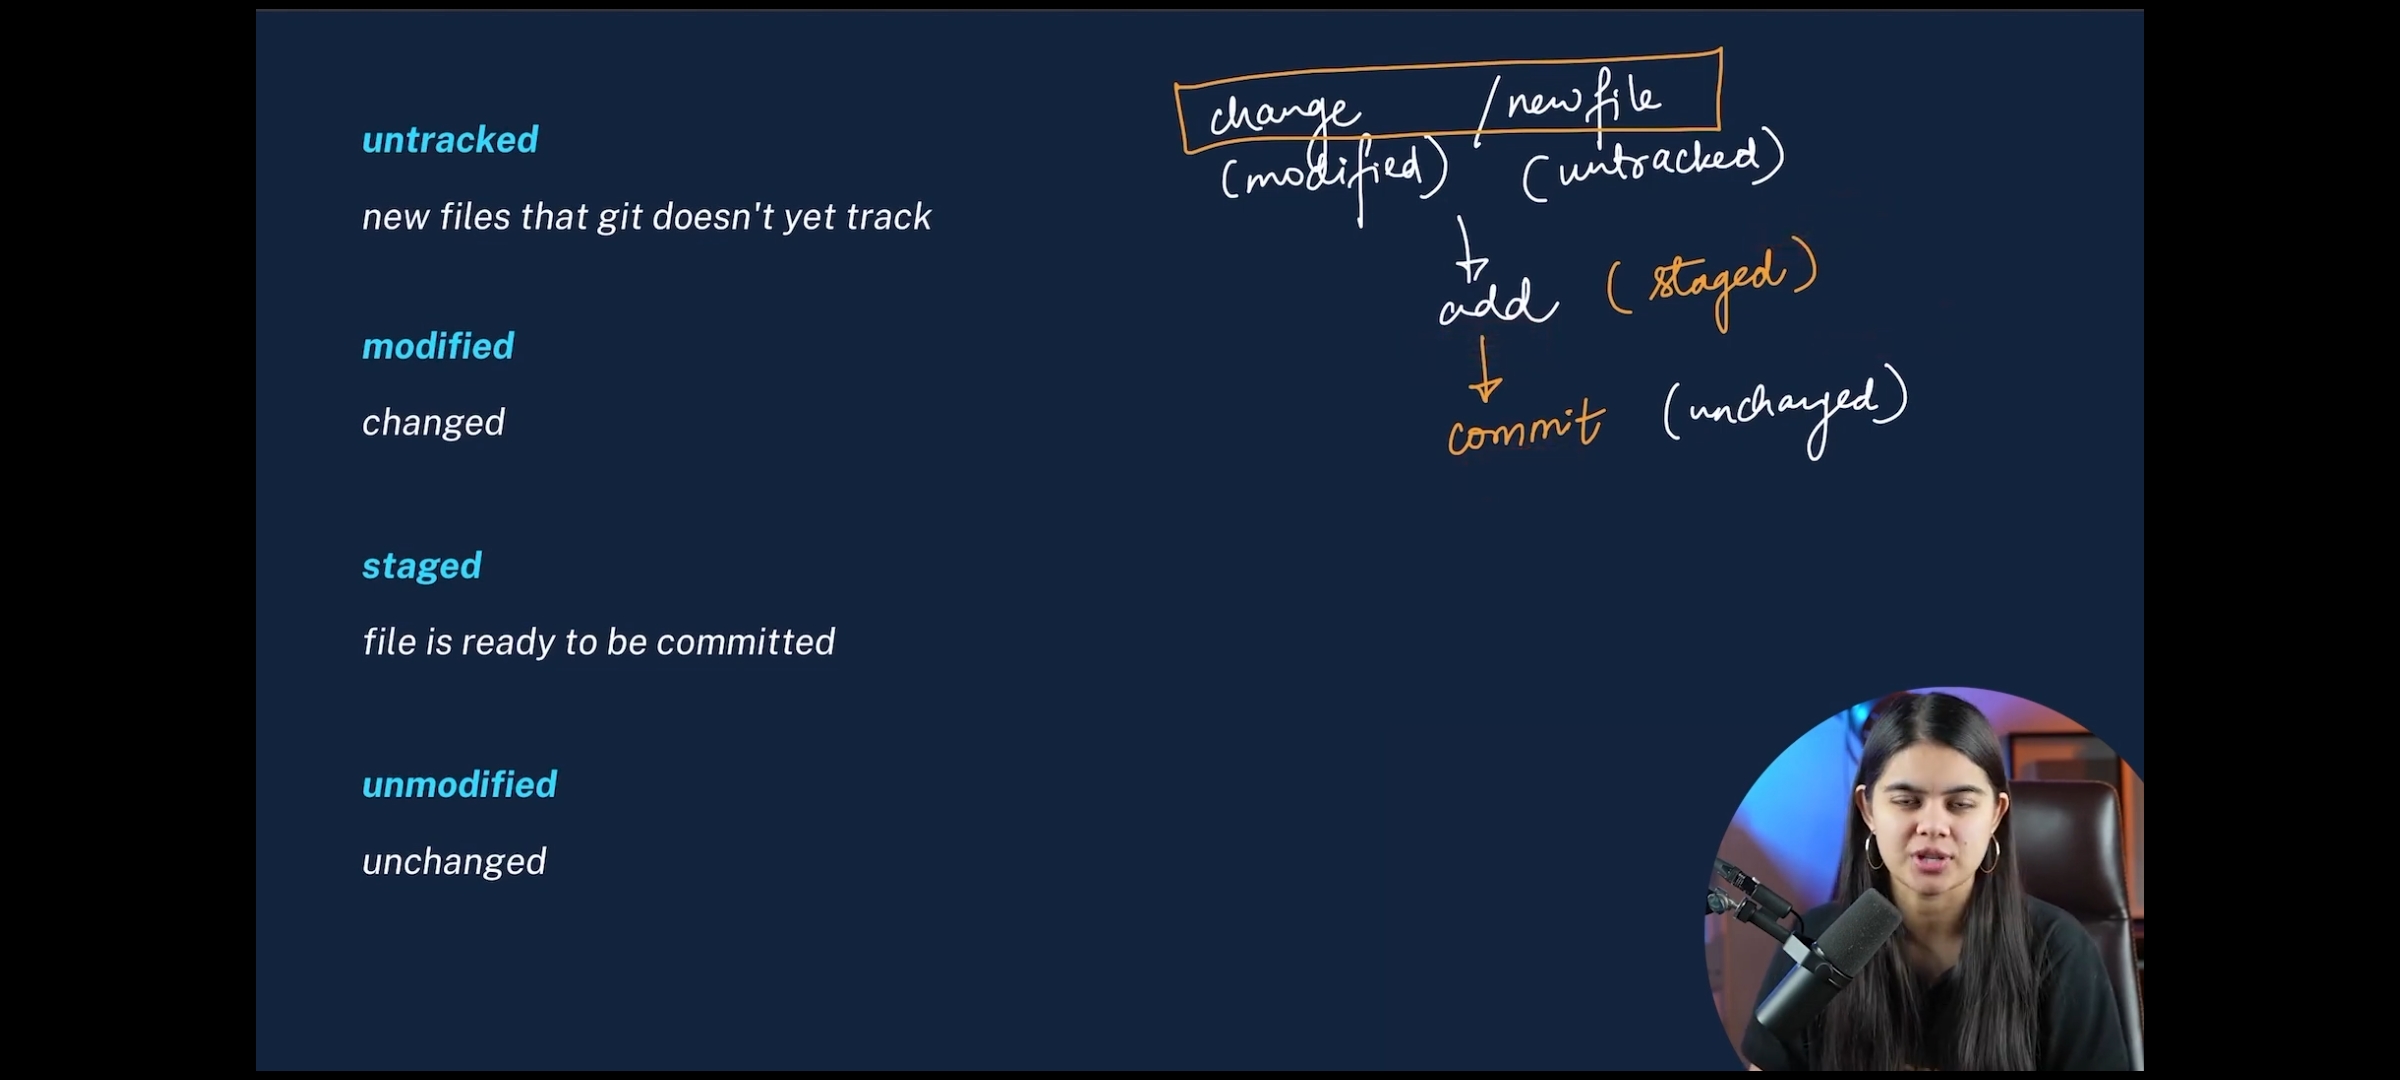 untracked
new files that git doesn't yet track
modified
changed
staged
file is ready to be committed
unmodified
unchanged
change / new file
(modified) (untracked)
add (staged)
commit (unchanged)